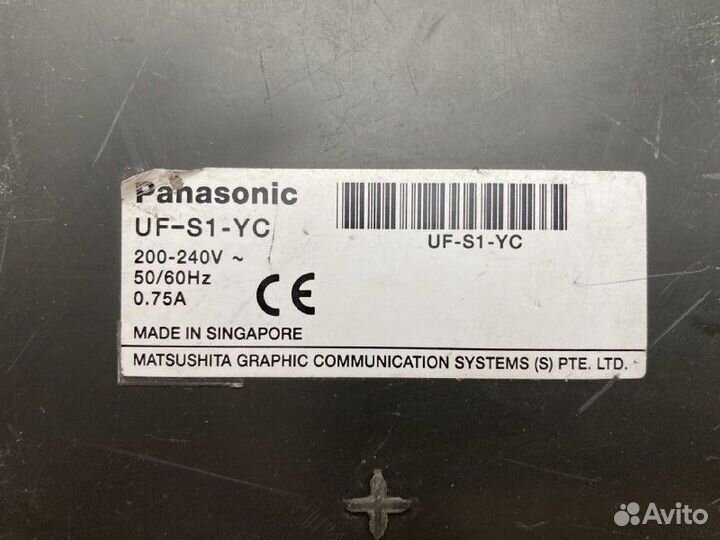 Panasonic
UF-S1-YC
200-240V ~
50/60Hz
0.75A
CE
UF-S1-YC
MADE IN SINGAPORE
MATSUSHITA GRAPHIC COMMUNICATION SYSTEMS (S) PTE. LTD.
Avito